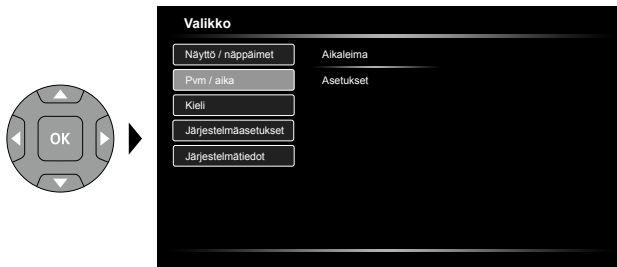 Valikko
Näyttö / näppäimet
Aikaleima
Pvm / aika
Asetukset
Kieli
OK
Järjestelmäasetukset
Järjestelmätiedot